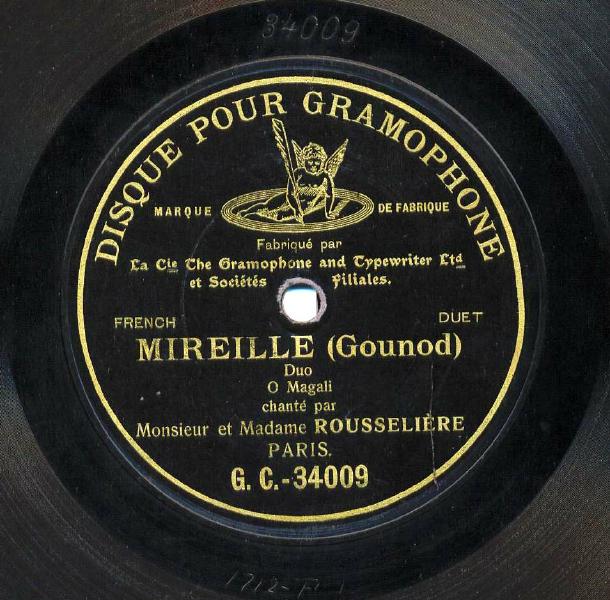 34009
DISQUE POUR GRAMOPHONE
MARQUE DE FABRIQUE
Fabriqué par
La Cie The Gramophone and Typewriter Ltd
et Sociétés Filiales.
FRENCH DUET
MIREILLE (Gounod)
Duo
O Magali
chanté par
Monsieur et Madame ROUSSELIÈRE
PARIS.
G. C.-34009